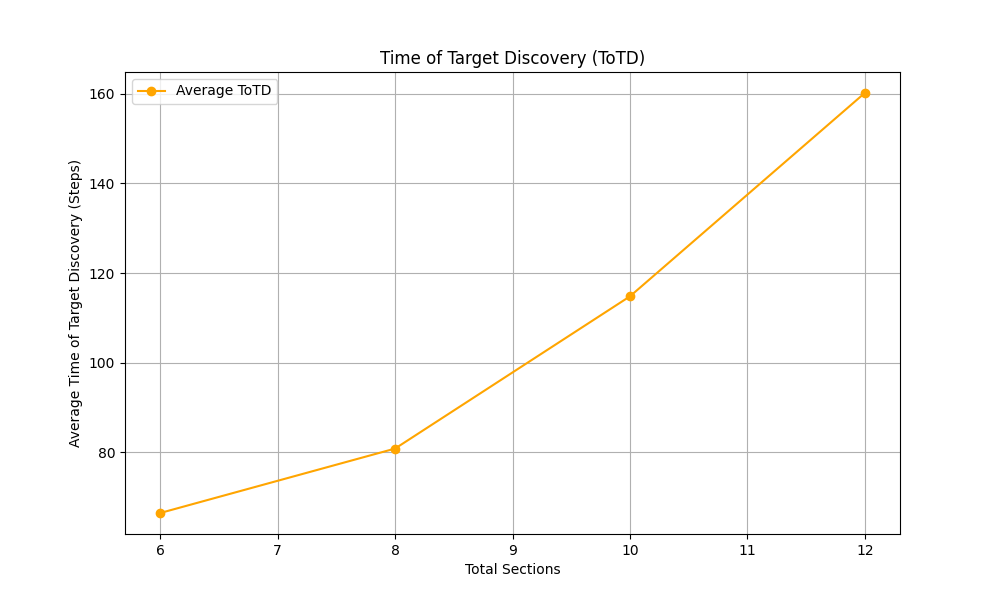 Time of Target Discovery (ToTD)
Average ToTD
Average Time of Target Discovery (Steps)
160
140
120
100
80
6 7 8 9 10 11 12
Total Sections